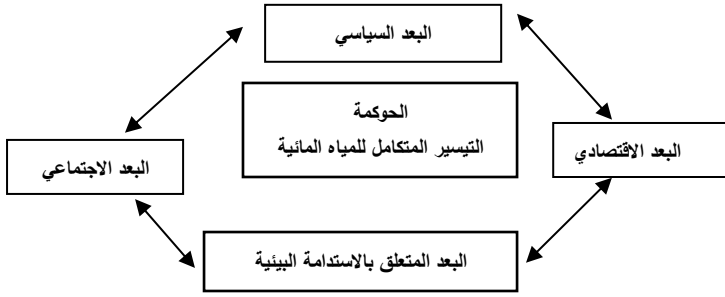 البعد السياسي
الحوكمة
التيسير المتكامل للمياه المائية
البعد الاقتصادي
البعد الاجتماعي
البعد المتعلق بالاستدامة البيئية